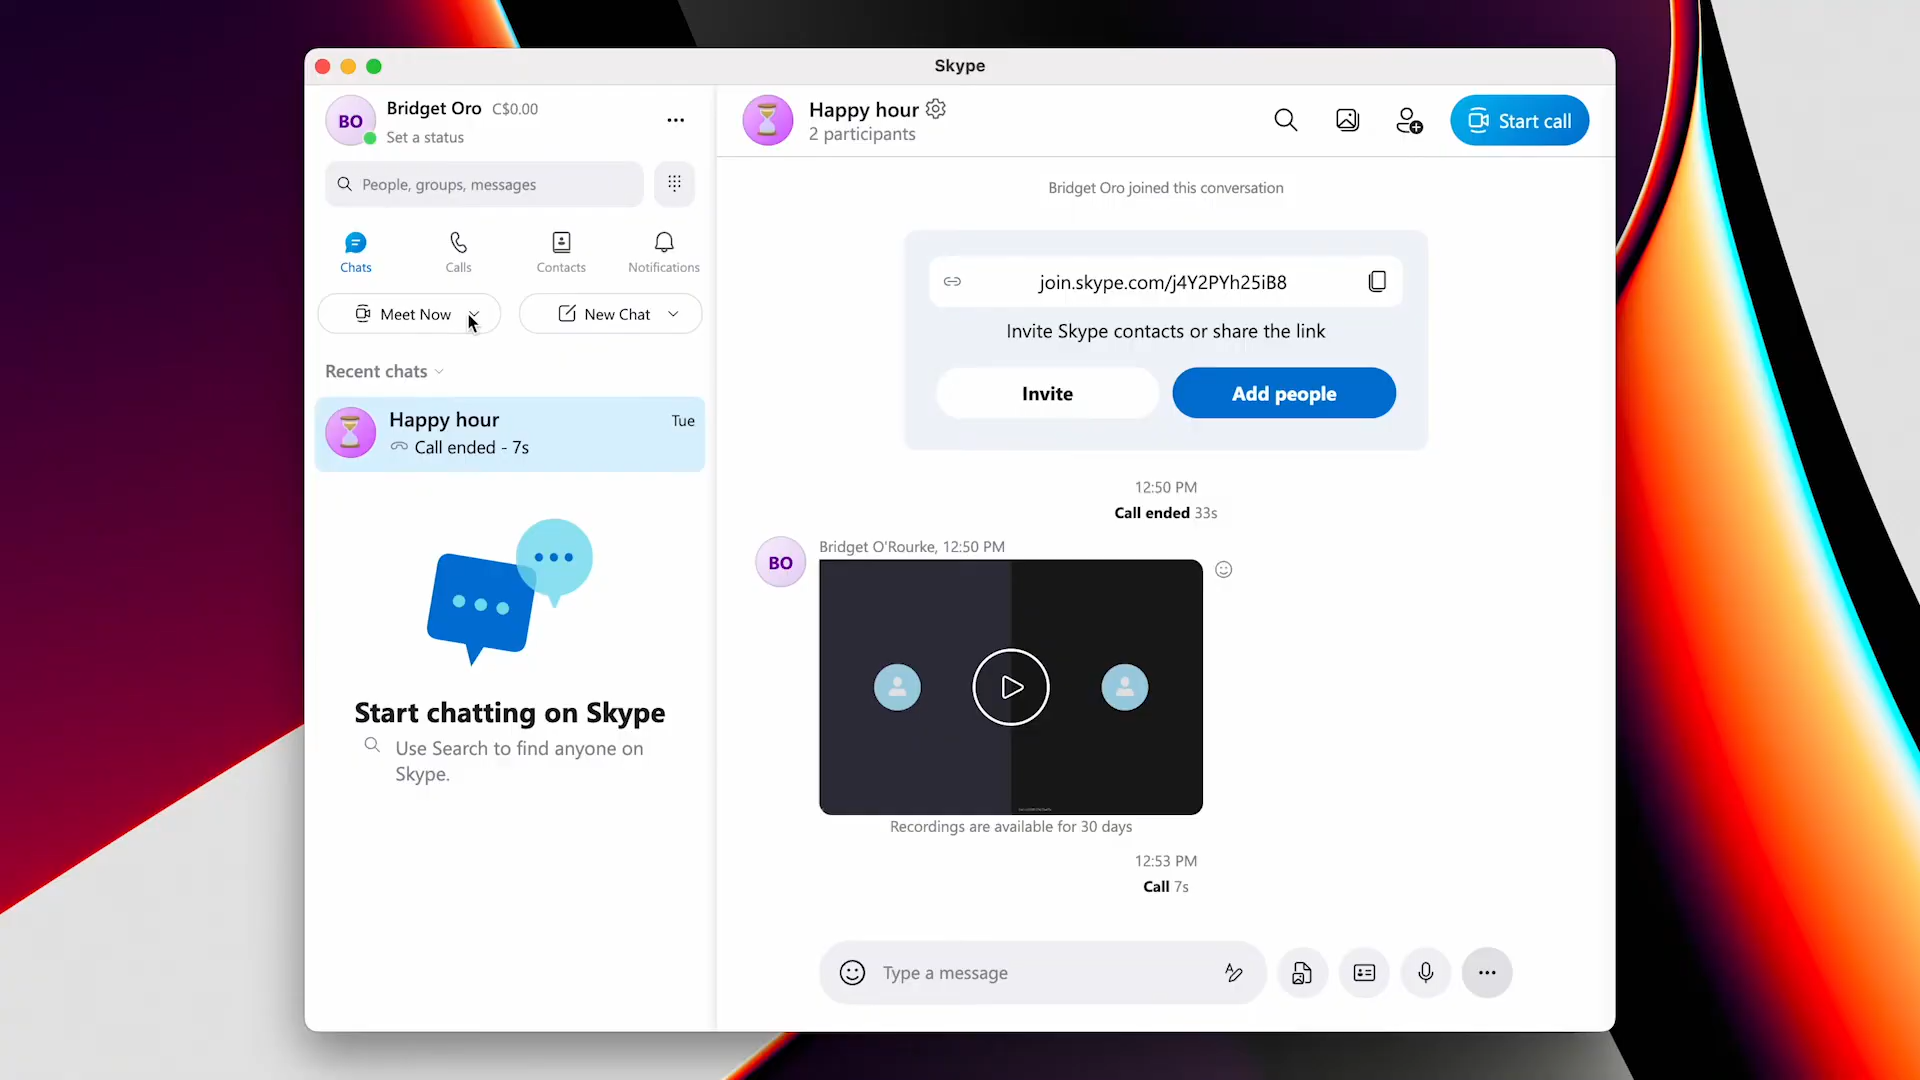 Skype
BO
Bridget Oro C$0.00
Set a status
People, groups, messages
Chats
Calls
Contacts
Notifications
Meet Now
New Chat
Recent chats
Happy hour
Tue
Call ended - 7s
Start chatting on Skype
Use Search to find anyone on
Skype.
Happy hour
2 participants
Start call
Bridget Oro joined this conversation
join.skype.com/j4Y2PYh25iB8
Invite Skype contacts or share the link
Invite
Add people
12:50 PM
Call ended 33s
BO
Bridget O'Rourke, 12:50 PM
Recordings are available for 30 days
12:53 PM
Call 7s
Type a message